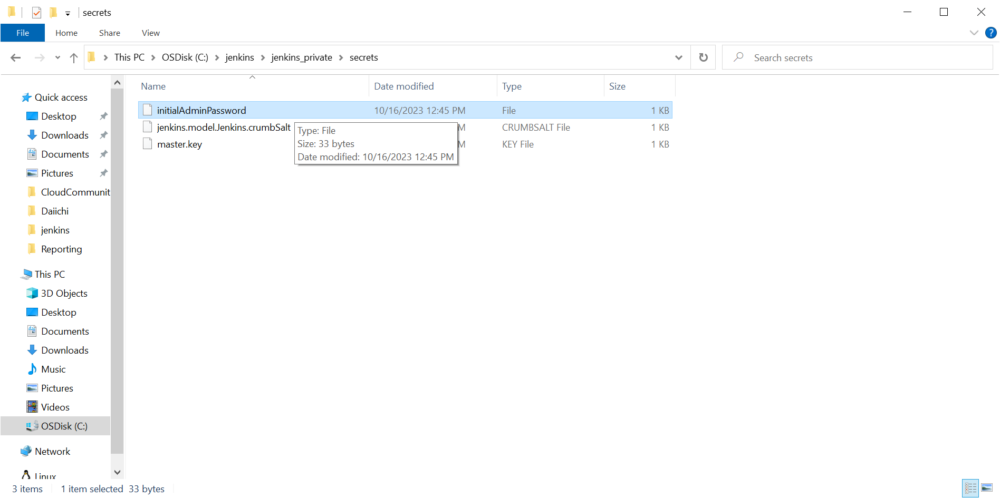 secrets
File Home Share View
This PC OSDisk (C:) jenkins jenkins_private secrets
Search secrets
Name Date modified Type Size
initialAdminPassword 10/16/2023 12:45 PM File 1 KB
jenkins.model.Jenkins.crumbSalt M CRUMBSALT File 1 KB
master.key M KEY File 1 KB
Type: File
Size: 33 bytes
Date modified: 10/16/2023 12:45 PM
Quick access
Desktop
Downloads
Documents
Pictures
CloudCommunit
Daiichi
jenkins
Reporting
This PC
3D Objects
Desktop
Documents
Downloads
Music
Pictures
Videos
OSDisk (C:)
Network
Linux
3 items 1 item selected 33 bytes